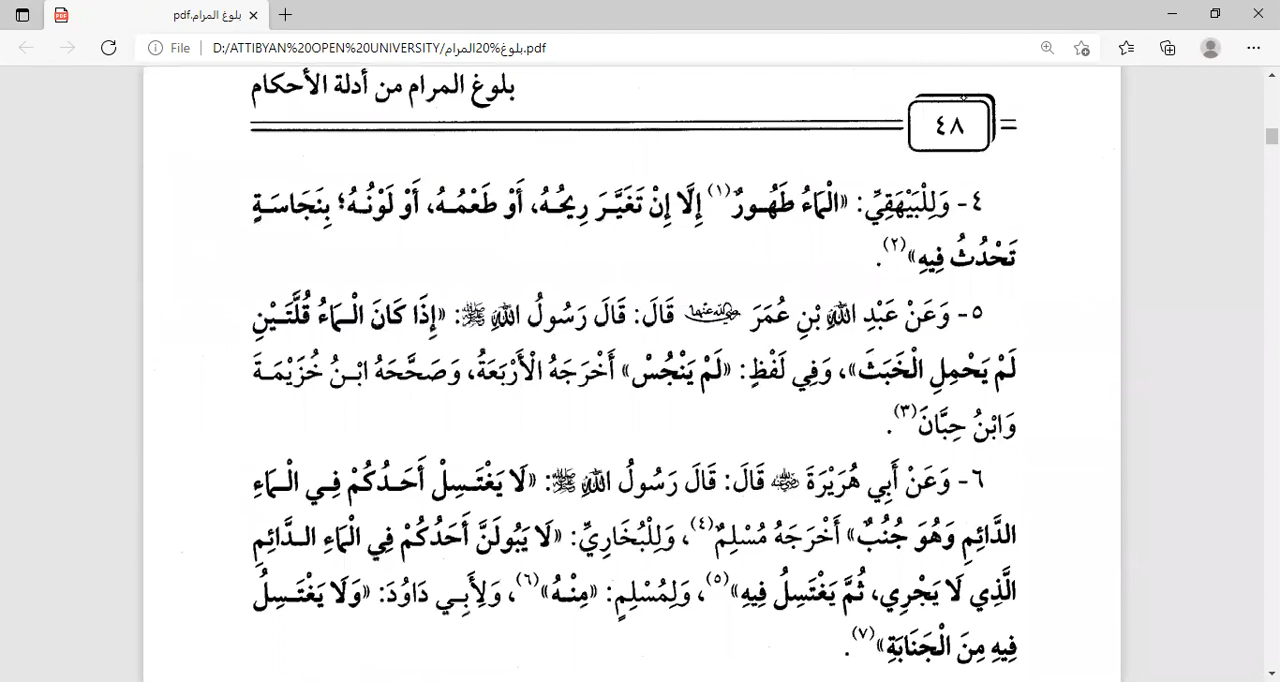 بلوغ المرام.pdf
File
D:/ATTIBYAN%20OPEN%20UNIVERSITY/بلوغ%20المرام.pdf
بلوغ المرام من أدلة الأحكام
٤٨
٤- وَلِلْبَيْهَقِيِّ: «الْمَاءُ طَهُورٌ(١) إِلَّا إِنْ تَغَيَّرَ رِيحُهُ، أَوْ طَعْمُهُ، أَوْ لَوْنُهُ؛ بِنَجَاسَةٍ
تَحْدُثُ فِيهِ»(٢).
٥- وَعَنْ عَبْدِ اللهِ بْنِ عُمَرَ رضي الله عنهما قَالَ: قَالَ رَسُولُ اللهِ ﷺ: «إِذَا كَانَ الْمَاءُ قُلَّتَيْنِ
لَمْ يَحْمِلِ الْخَبَثَ»، وَفِي لَفْظٍ: «لَمْ يَنْجُسْ» أَخْرَجَهُ الْأَرْبَعَةُ، وَصَحَّحَهُ ابْنُ خُزَيْمَةَ
وَابْنُ حِبَّانَ(٣).
٦- وَعَنْ أَبِي هُرَيْرَةَ رضي الله عنه قَالَ: قَالَ رَسُولُ اللهِ ﷺ: «لَا يَغْتَسِلْ أَحَدُكُمْ فِي الْمَاءِ
الدَّائِمِ وَهُوَ جُنُبٌ» أَخْرَجَهُ مُسْلِمٌ(٤)، وَلِلْبُخَارِيِّ: «لَا يَبُولَنَّ أَحَدُكُمْ فِي الْمَاءِ الدَّائِمِ
الَّذِي لَا يَجْرِي، ثُمَّ يَغْتَسِلُ فِيهِ»(٥)، وَلِمُسْلِمٍ: «مِنْهُ»(٦)، وَلِأَبِي دَاوُدَ: «وَلَا يَغْتَسِلُ
فِيهِ مِنَ الْجَنَابَةِ»(٧).